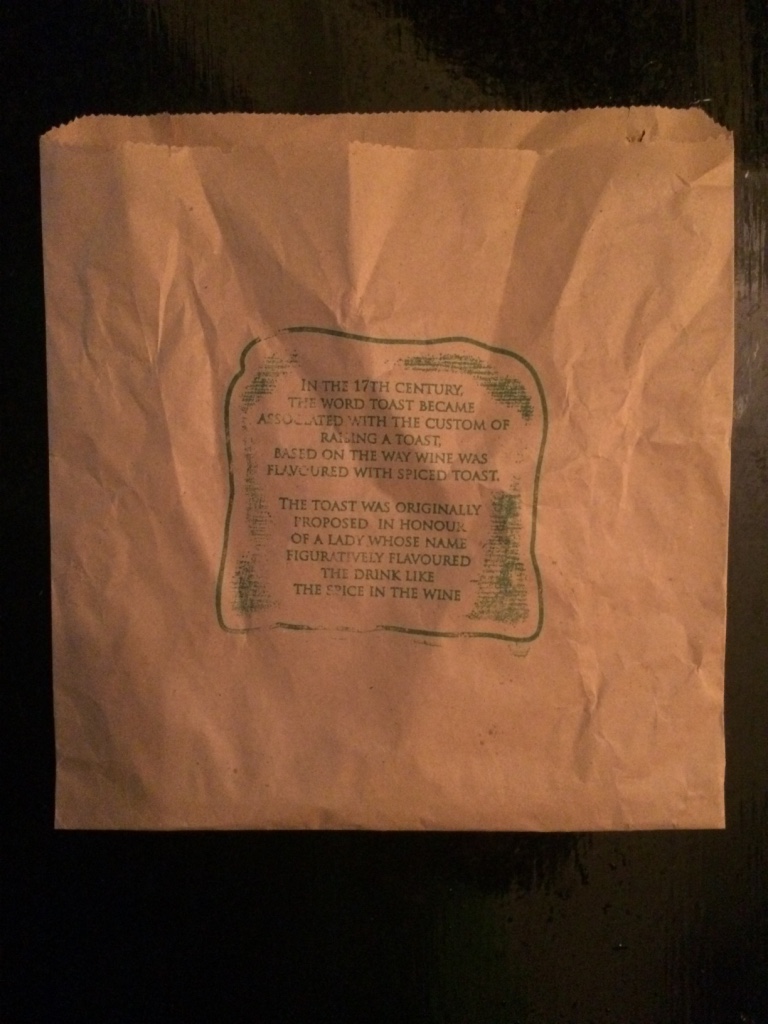 IN THE 17TH CENTURY,
THE WORD TOAST BECAME
ASSOCIATED WITH THE CUSTOM OF
RAISING A TOAST,
BASED ON THE WAY WINE WAS
FLAVOURED WITH SPICED TOAST.
THE TOAST WAS ORIGINALLY
PROPOSED IN HONOUR
OF A LADY WHOSE NAME
FIGURATIVELY FLAVOURED
THE DRINK LIKE
THE SPICE IN THE WINE